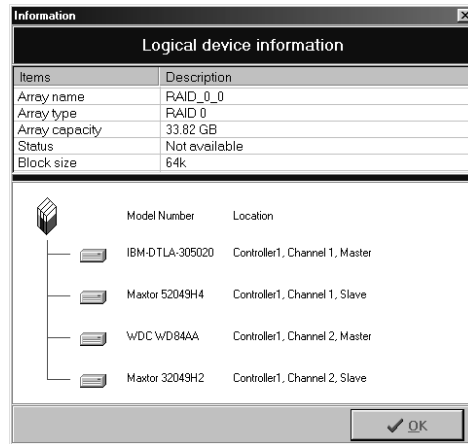 Information
Logical device information
Items Description
Array name RAID_0_0
Array type RAID 0
Array capacity 33.82 GB
Status Not available
Block size 64k
Model Number Location
IBM-DTLA-305020 Controller1, Channel 1, Master
Maxtor 52049H4 Controller1, Channel 1, Slave
WDC WD84AA Controller1, Channel 2, Master
Maxtor 32049H2 Controller1, Channel 2, Slave
OK